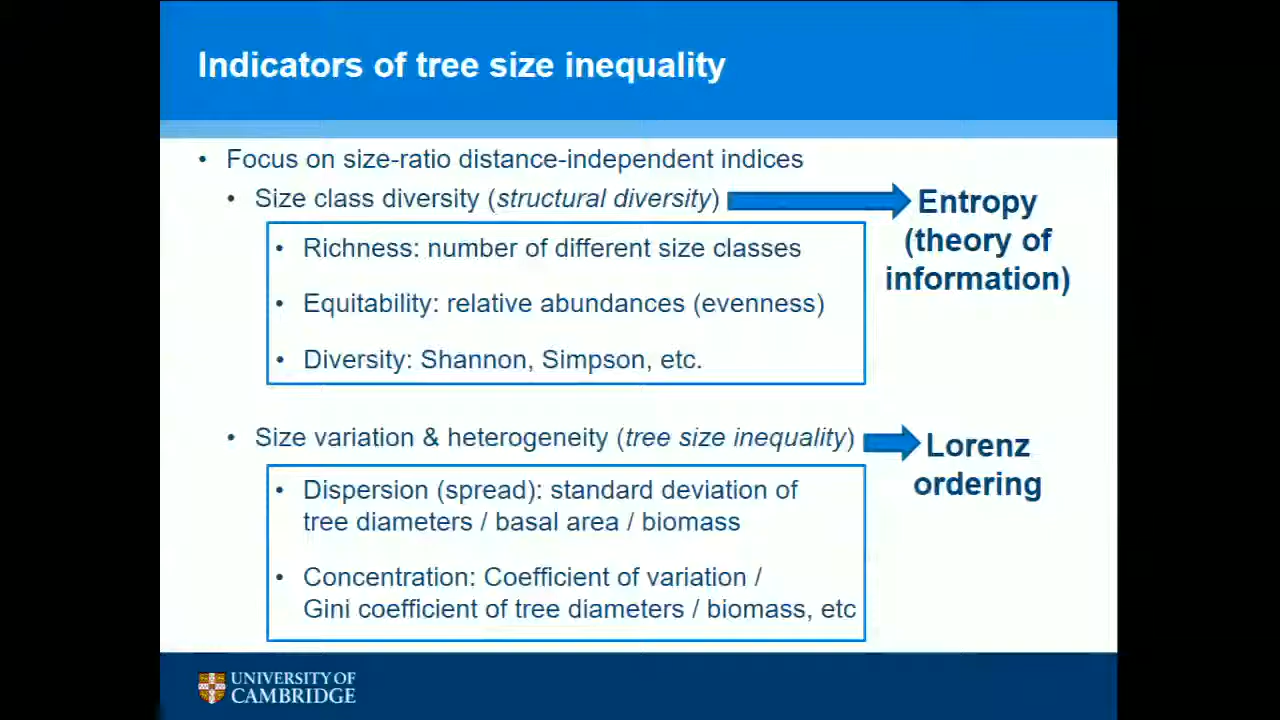 Indicators of tree size inequality
• Focus on size-ratio distance-independent indices
• Size class diversity (structural diversity)
Entropy
(theory of
information)
• Richness: number of different size classes
• Equitability: relative abundances (evenness)
• Diversity: Shannon, Simpson, etc.
• Size variation & heterogeneity (tree size inequality)
Lorenz
ordering
• Dispersion (spread): standard deviation of
tree diameters / basal area / biomass
• Concentration: Coefficient of variation /
Gini coefficient of tree diameters / biomass, etc
UNIVERSITY OF
CAMBRIDGE